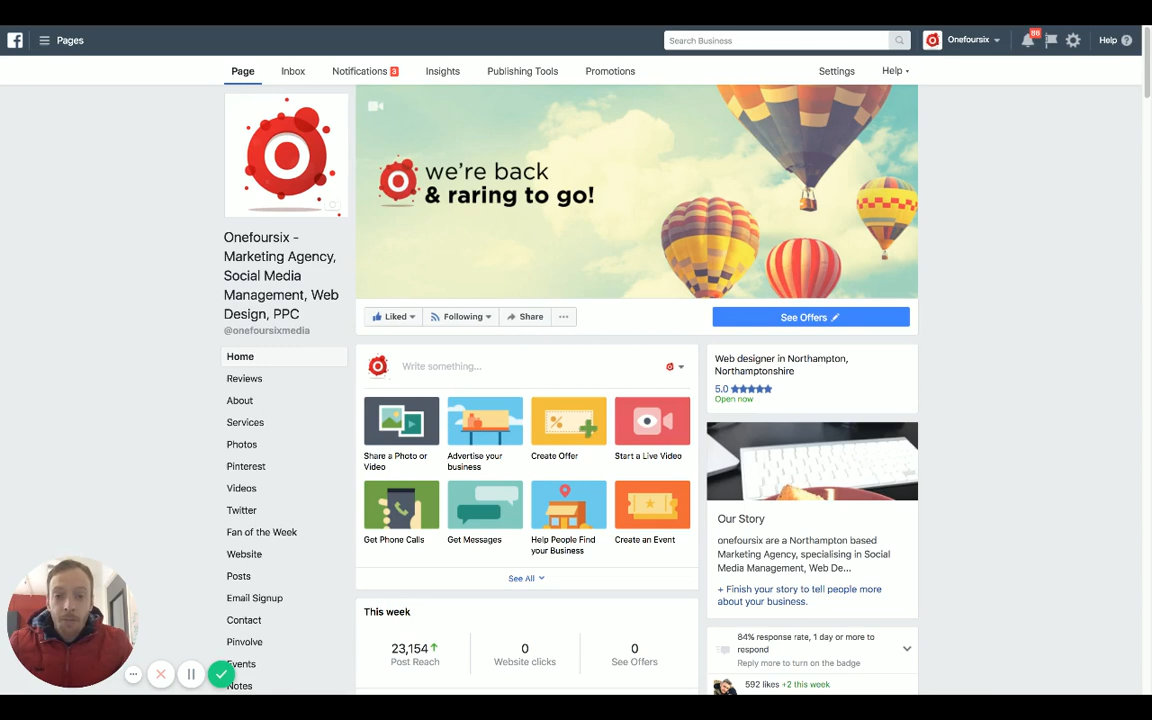 Pages
Search Business
Onefoursix
86
Help
Page
Inbox
Notifications 3
Insights
Publishing Tools
Promotions
Settings
Help
we're back
& raring to go!
Onefoursix -
Marketing Agency,
Social Media
Management, Web
Design, PPC
@onefoursixmedia
Liked
Following
Share
See Offers
Home
Reviews
About
Services
Photos
Pinterest
Videos
Twitter
Fan of the Week
Website
Posts
Email Signup
Contact
Pinvolve
Events
Notes
Write something...
Share a Photo or
Video
Advertise your
business
Create Offer
Start a Live Video
Get Phone Calls
Get Messages
Help People Find
your Business
Create an Event
See All
This week
23,154
Post Reach
0
Website clicks
0
See Offers
Web designer in Northampton,
Northamptonshire
5.0 ★★★★★
Open now
Our Story
onefoursix are a Northampton based
Marketing Agency, specialising in Social
Media Management, Web De...
+ Finish your story to tell people more
about your business.
84% response rate, 1 day or more to
respond
Reply more to turn on the badge
592 likes +2 this week